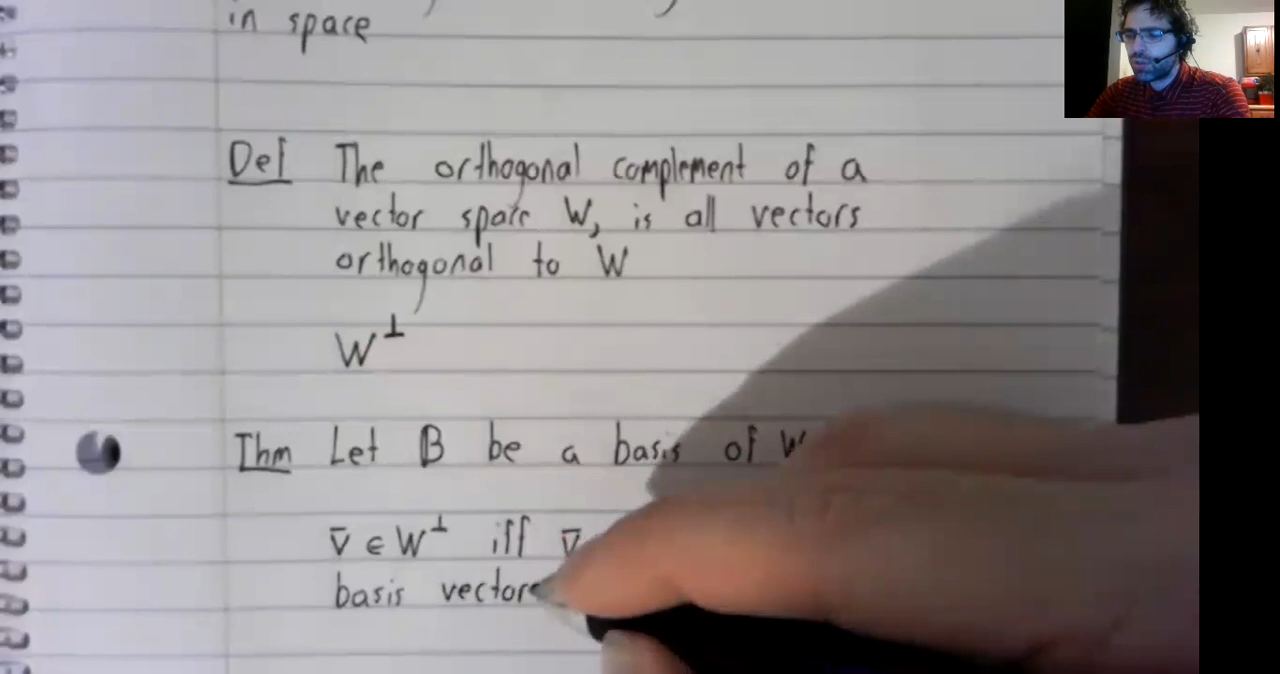 in space
Def The orthogonal complement of a
vector space W, is all vectors
orthogonal to W
W⊥
Thm Let B be a basis of W
v̄ ∈ W⊥ iff v̄
basis vectors